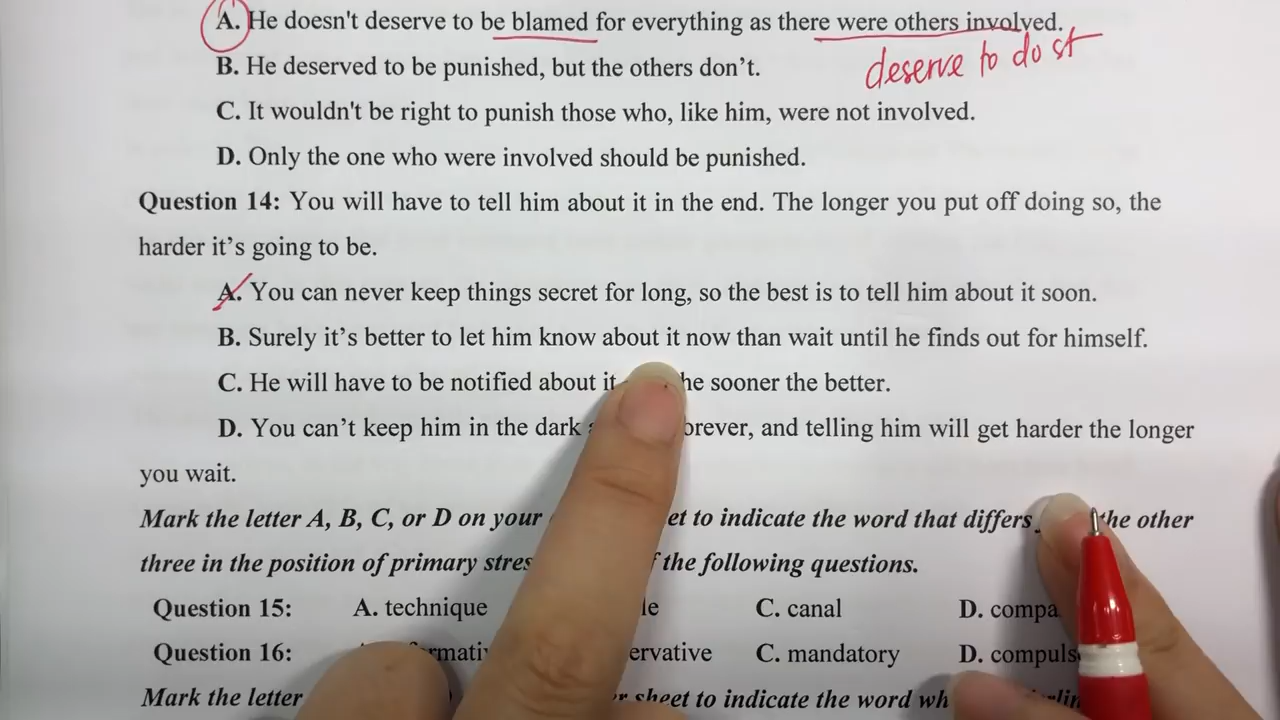 A. He doesn't deserve to be blamed for everything as there were others involved.
deserve to do st
B. He deserved to be punished, but the others don't.
C. It wouldn't be right to punish those who, like him, were not involved.
D. Only the one who were involved should be punished.
Question 14: You will have to tell him about it in the end. The longer you put off doing so, the
harder it's going to be.
A. You can never keep things secret for long, so the best is to tell him about it soon.
B. Surely it's better to let him know about it now than wait until he finds out for himself.
C. He will have to be notified about it he sooner the better.
D. You can't keep him in the dark orever, and telling him will get harder the longer
you wait.
Mark the letter A, B, C, or D on your et to indicate the word that differs the other
three in the position of primary stres the following questions.
Question 15: A. technique le C. canal D. compa
Question 16: rmativ ervative C. mandatory D. compuls
Mark the letter sheet to indicate the word wh